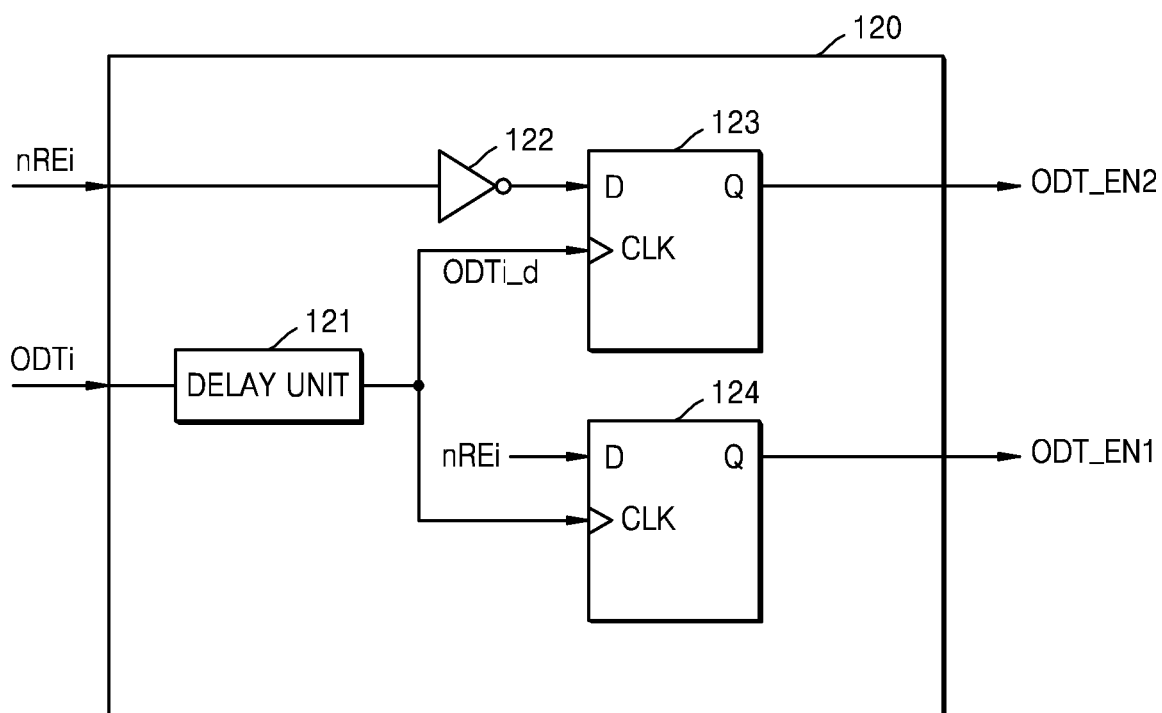 120
nREi
122
123
D
Q
ODT_EN2
CLK
ODTi_d
121
ODTi
DELAY UNIT
124
nREi
D
Q
ODT_EN1
CLK